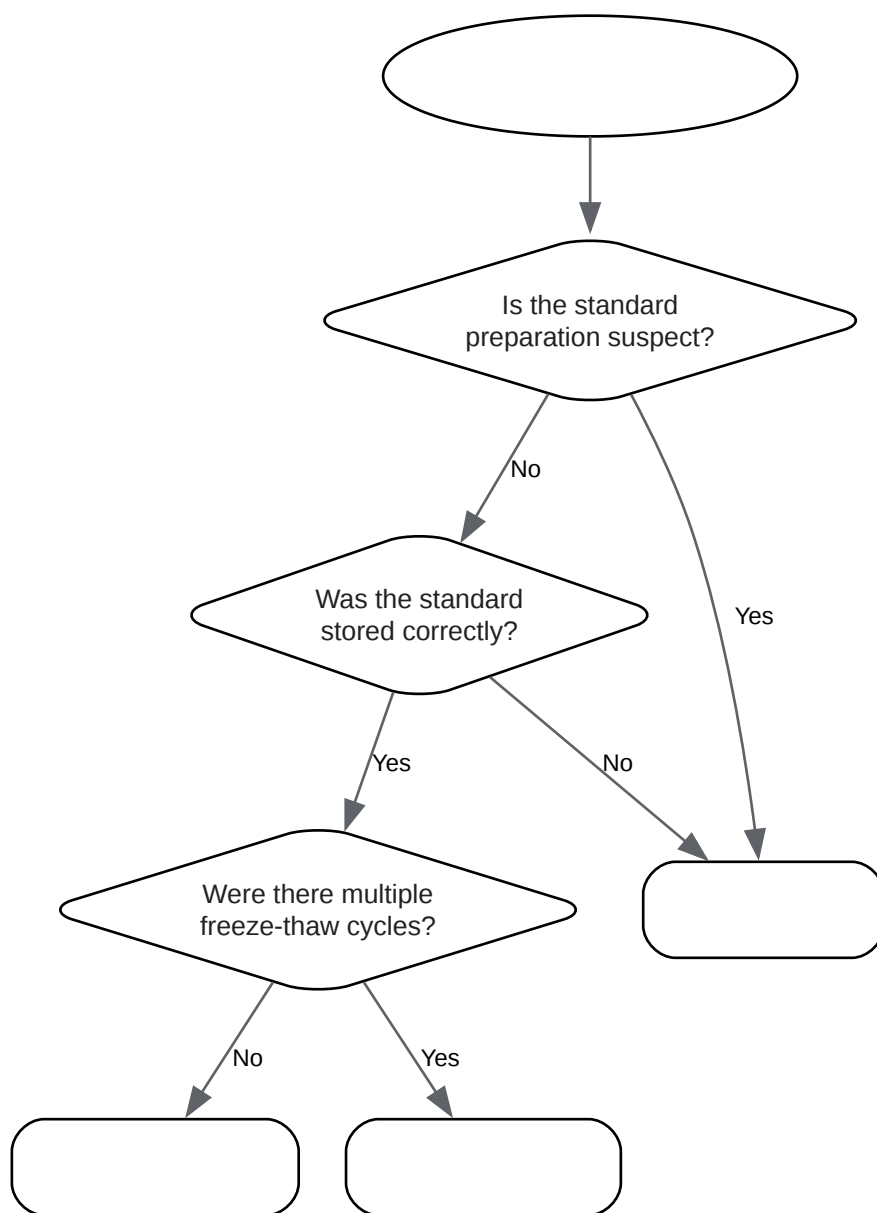 Is the standard
preparation suspect?
No
Was the standard
stored correctly?
Yes
Yes
No
Were there multiple
freeze-thaw cycles?
No
Yes